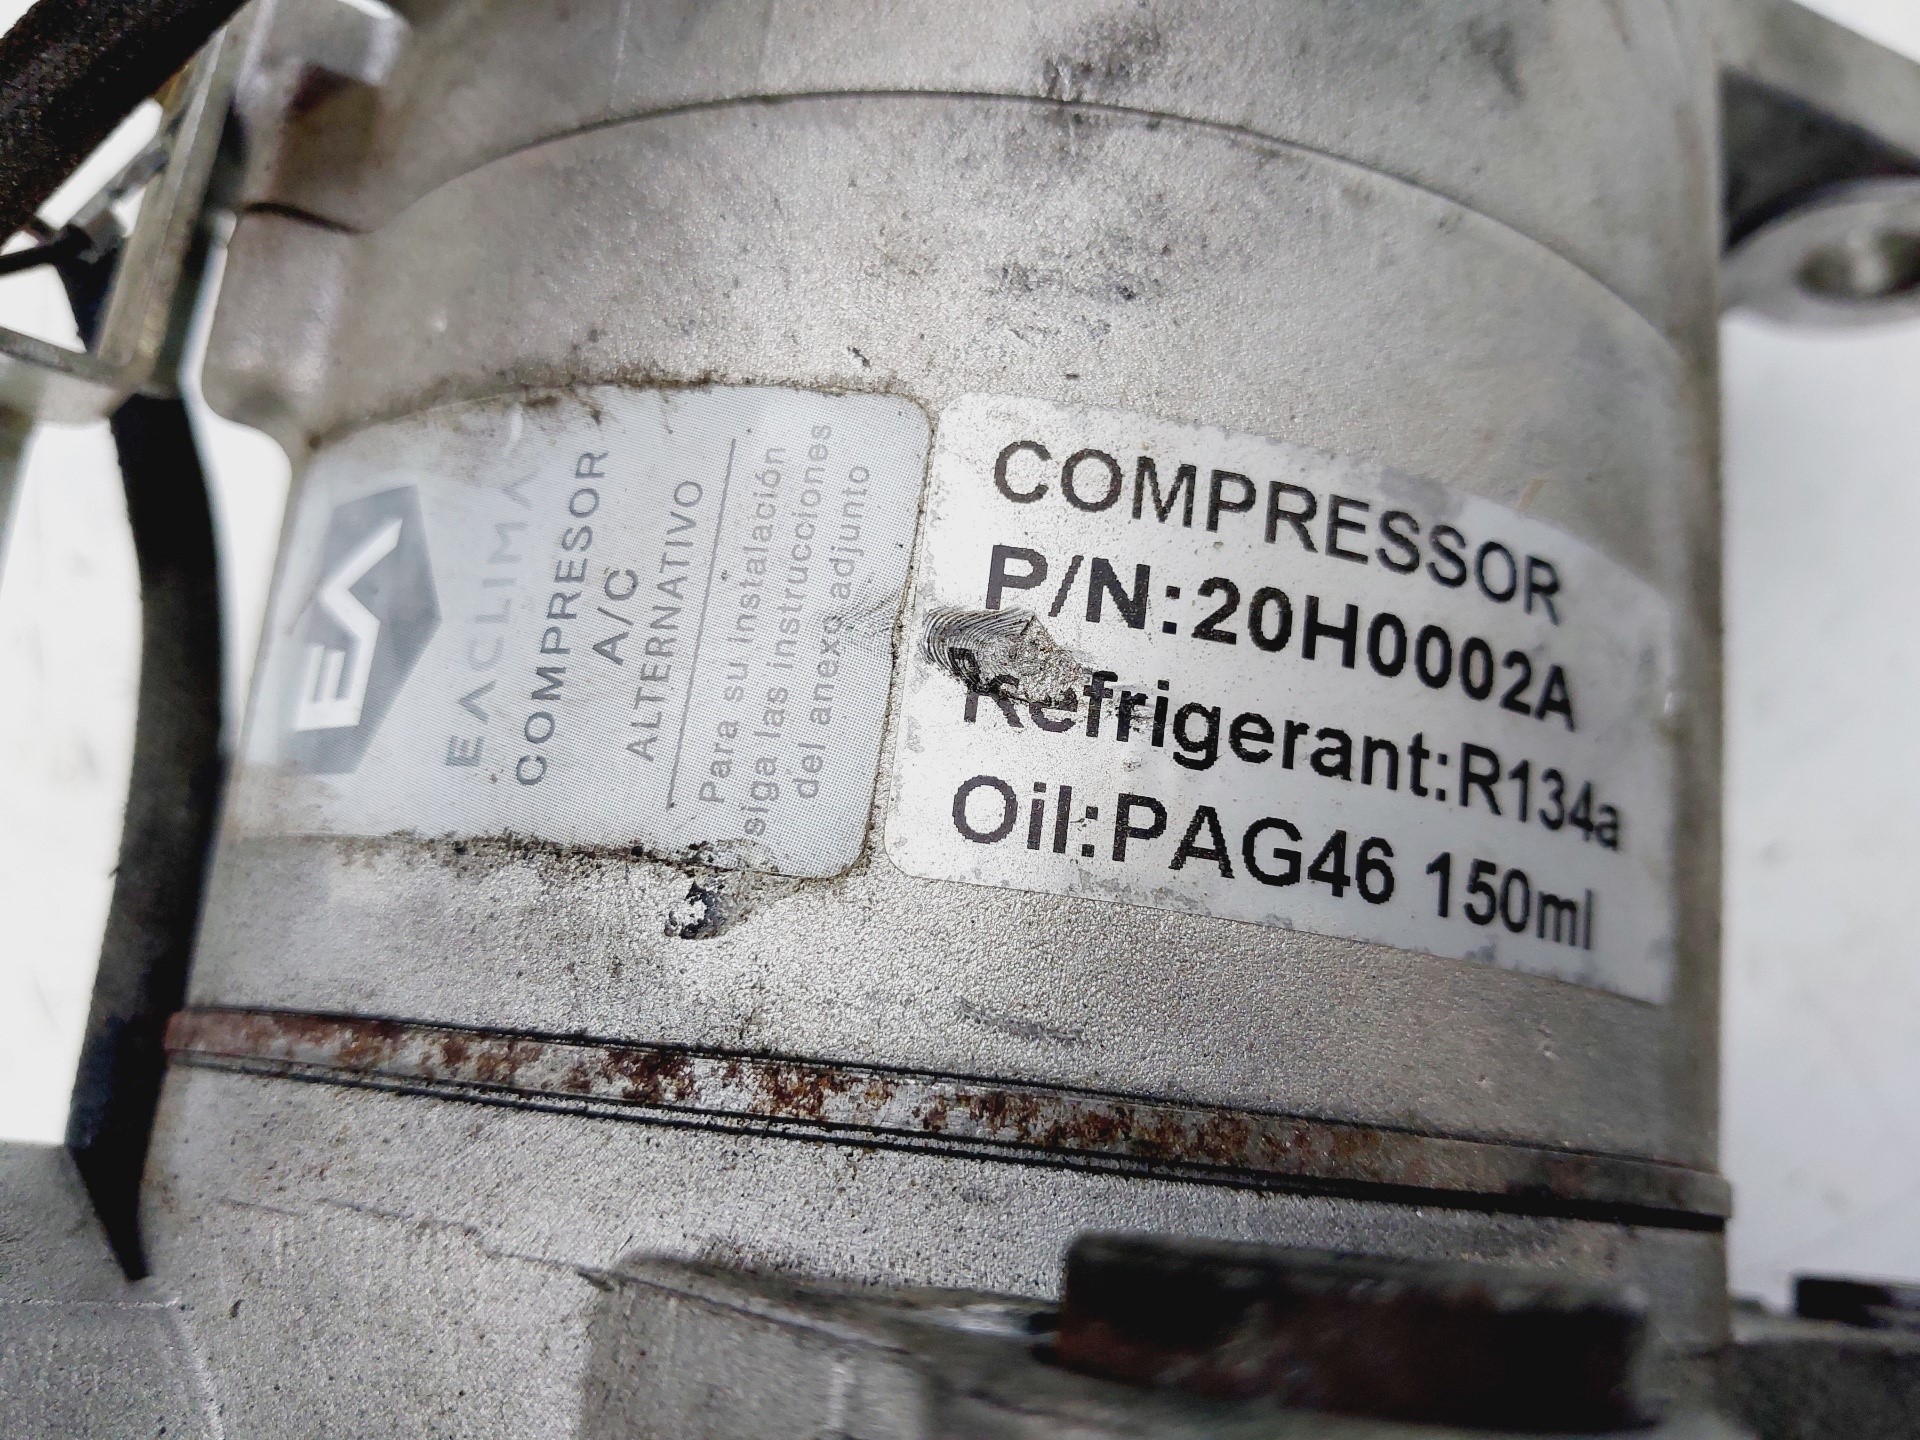 EA
EACLIMA
COMPRESOR
A/C
ALTERNATIVO
Para su Instalación
siga las instrucciones
del anexo adjunto
COMPRESSOR
P/N:20H0002A
Refrigerant:R134a
Oil:PAG46 150ml